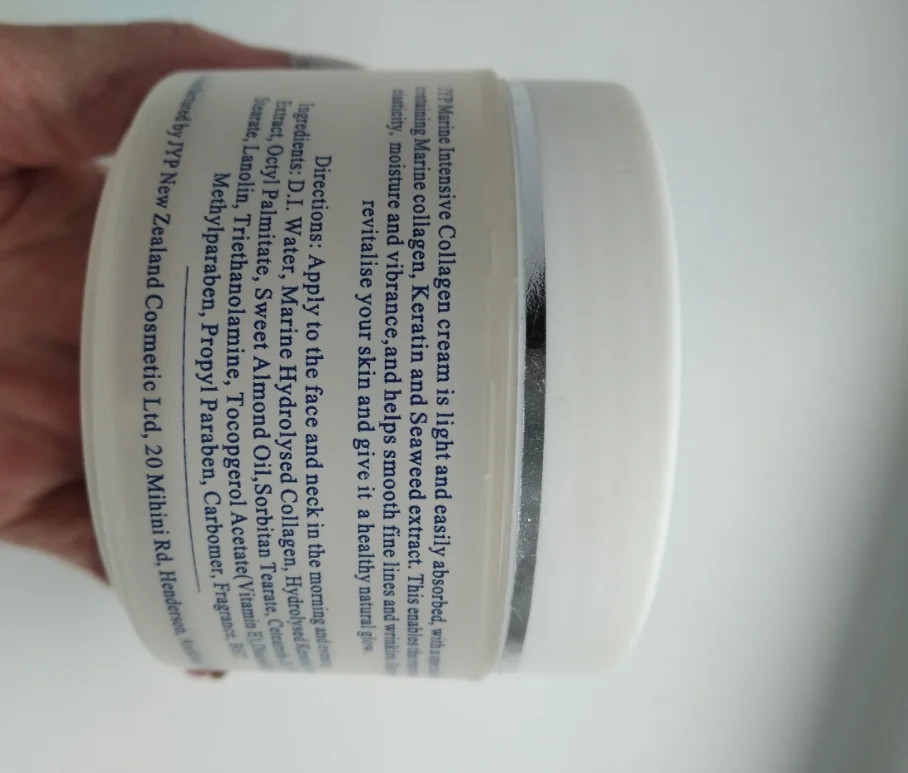 JYP Marine Intensive Collagen cream is light and easily absorbed, with a
containing Marine collagen, Keratin and Seaweed extract. This enables
elasticity, moisture and vibrance,and helps smooth fine lines and wrinkles
revitalise your skin and give it a healthy natural glow.
Directions: Apply to the face and neck in the morning and
Ingredients: D.I. Water, Marine Hydrolysed Collagen, Hydrolysed
Extract, Octyl Palmitate, Sweet Almond Oil,Sorbitan Tearate,
Stearate, Lanolin, Triethanolamine, Tocopgerol Acetate(Vitamin E),
Methylparaben, Propyl Paraben, Carbomer, Fragrance,
by JYP New Zealand Cosmetic Ltd, 20 Mihini Rd, Henderson,